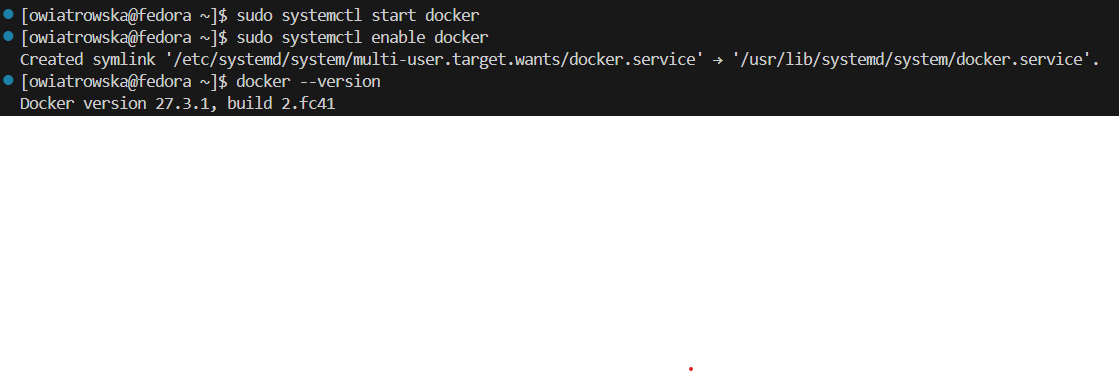 [owiatrowska@fedora ~]$ sudo systemctl start docker
[owiatrowska@fedora ~]$ sudo systemctl enable docker
Created symlink '/etc/systemd/system/multi-user.target.wants/docker.service' → '/usr/lib/systemd/system/docker.service'.
[owiatrowska@fedora ~]$ docker --version
Docker version 27.3.1, build 2.fc41